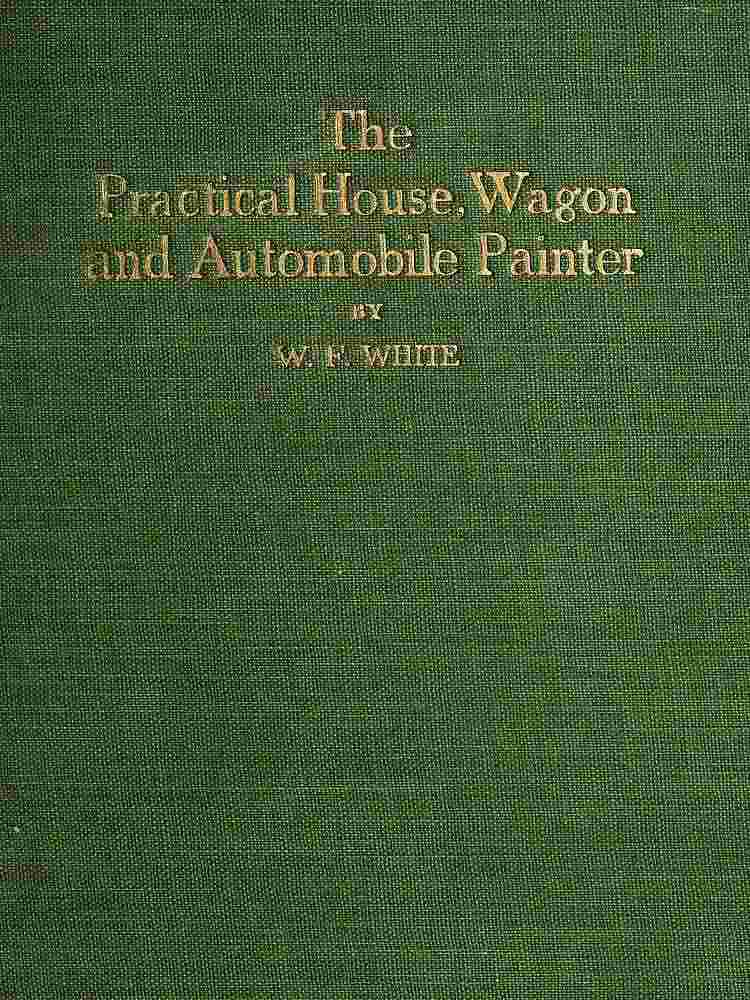 The
Practical House, Wagon
and Automobile Painter
BY
W. F. WHITE